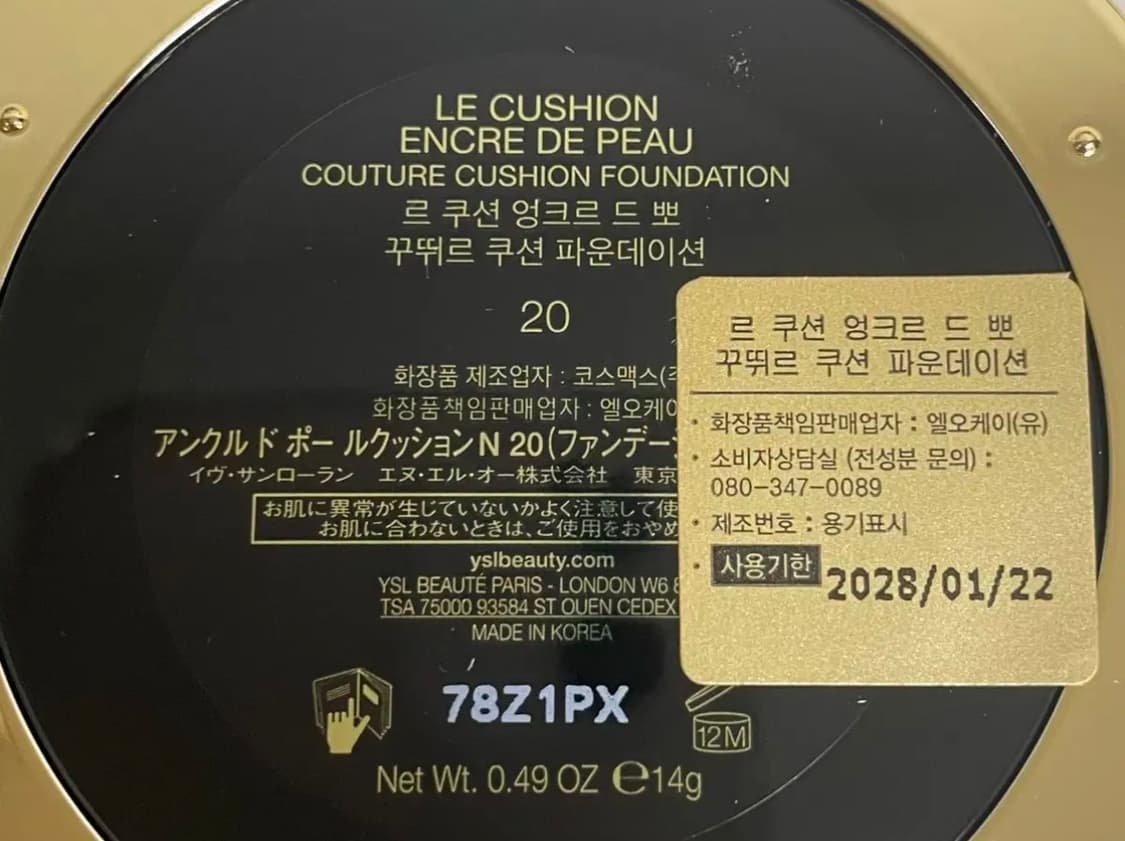 LE CUSHION
ENCRE DE PEAU
COUTURE CUSHION FOUNDATION
르 쿠션 엉크르 드 뽀
꾸뛰르 쿠션 파운데이션
20
화장품 제조업자 : 코스맥스(주
화장품책임판매업자 : 엘오케이
アンクル ド ポー ルクッションN 20(ファンデー
イヴ・サンローラン エヌ・エル・オー株式会社 東京
お肌に異常が生じていないかよく注意して使
お肌に合わないときは、ご使用をおやめ
yslbeauty.com
YSL BEAUTÉ PARIS - LONDON W6 8
TSA 75000 93584 ST OUEN CEDEX
MADE IN KOREA
78Z1PX
12M
Net Wt. 0.49 OZ ℮14g
르 쿠션 엉크르 드 뽀
꾸뛰르 쿠션 파운데이션
· 화장품책임판매업자 : 엘오케이(유)
· 소비자상담실 (전성분 문의) :
080-347-0089
· 제조번호 : 용기표시
· 사용기한 2028/01/22